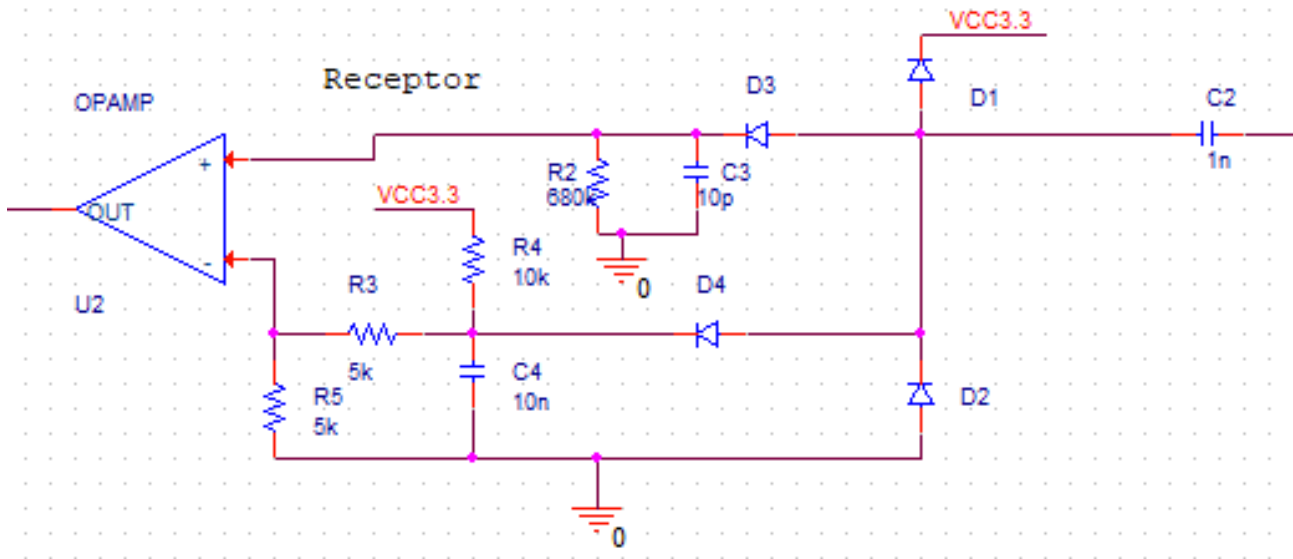 VCC3.3
Receptor
OPAMP
D3
D1
C2
+
R2
680k
C3
10p
1n
VCC3.3
OUT
R4
10k
-
0
D4
U2
R3
5k
C4
10n
R5
5k
D2
0